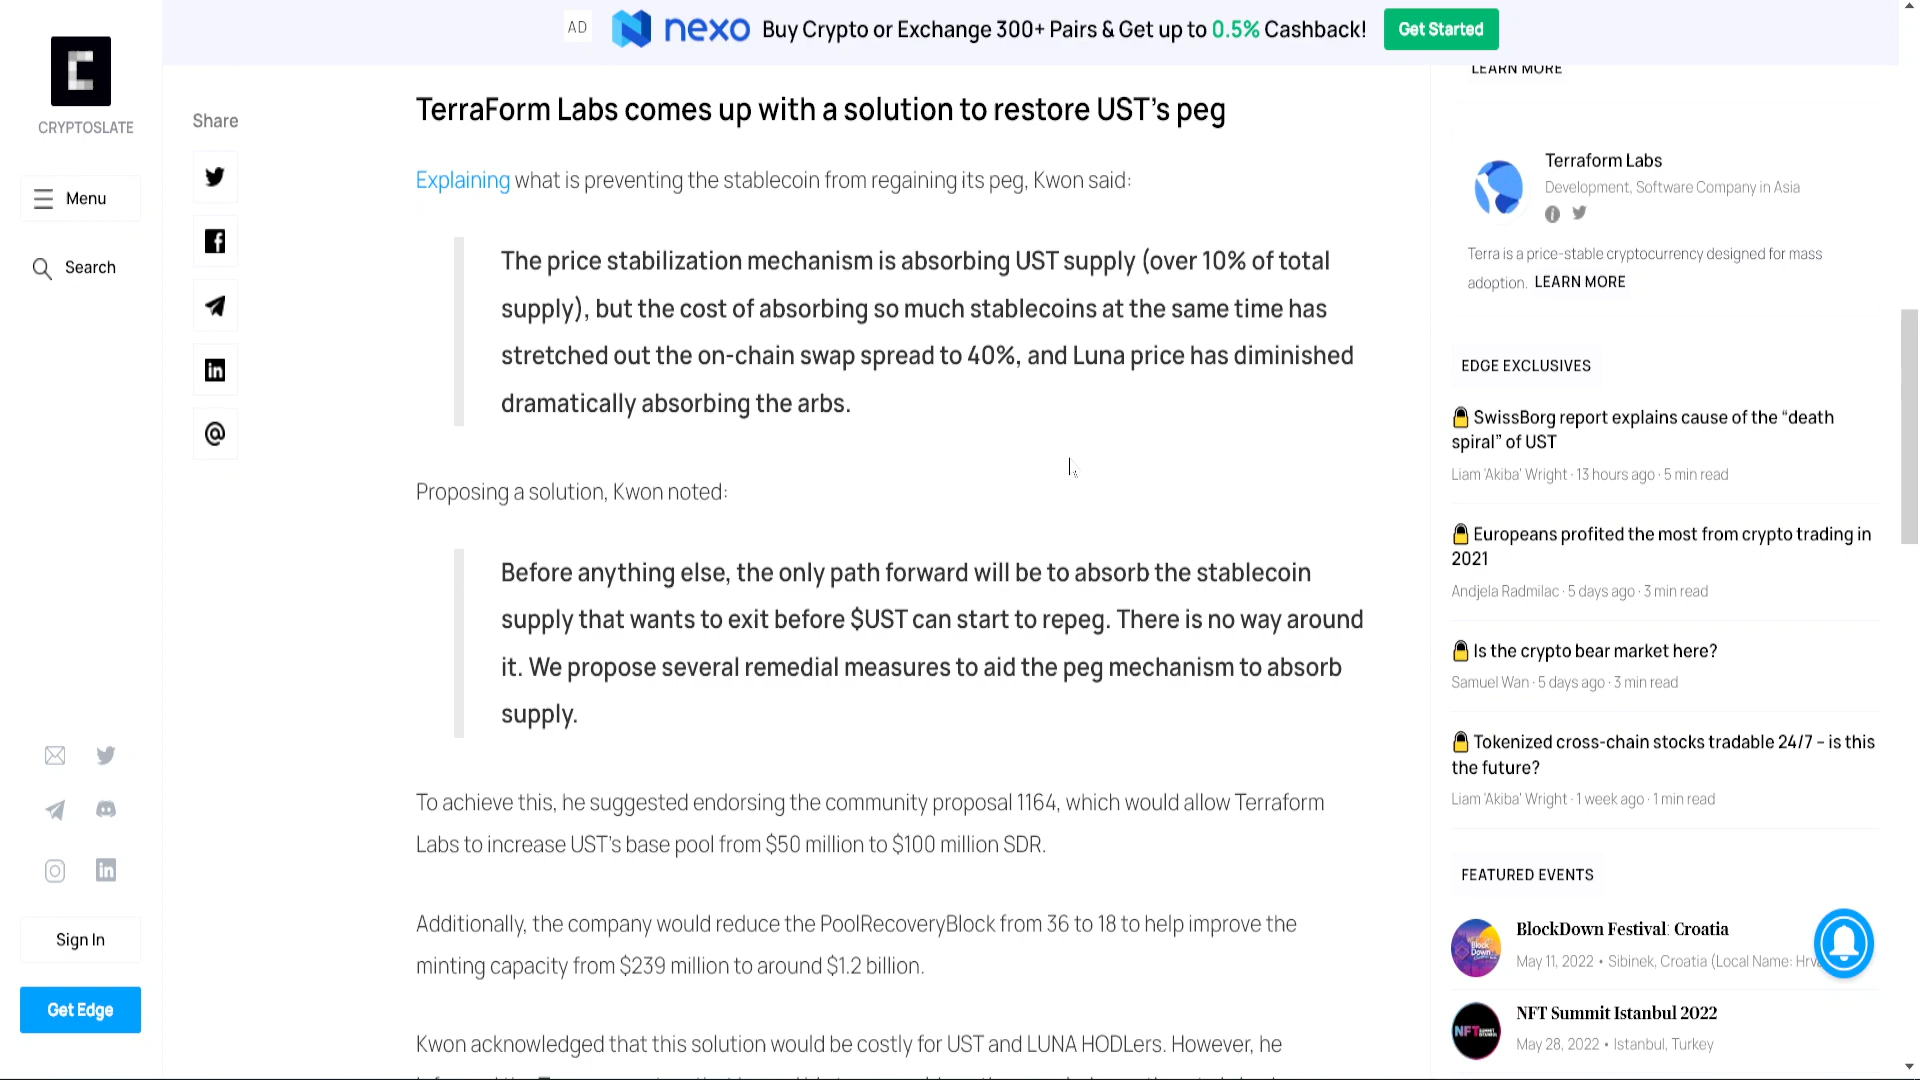 AD
nexo Buy Crypto or Exchange 300+ Pairs & Get up to 0.5% Cashback!
Get Started
CRYPTOSLATE
Menu
Search
Share
TerraForm Labs comes up with a solution to restore UST’s peg
Explaining what is preventing the stablecoin from regaining its peg, Kwon said:
The price stabilization mechanism is absorbing UST supply (over 10% of total
supply), but the cost of absorbing so much stablecoins at the same time has
stretched out the on-chain swap spread to 40%, and Luna price has diminished
dramatically absorbing the arbs.
Proposing a solution, Kwon noted:
Before anything else, the only path forward will be to absorb the stablecoin
supply that wants to exit before $UST can start to repeg. There is no way around
it. We propose several remedial measures to aid the peg mechanism to absorb
supply.
To achieve this, he suggested endorsing the community proposal 1164, which would allow Terraform
Labs to increase UST’s base pool from $50 million to $100 million SDR.
Additionally, the company would reduce the PoolRecoveryBlock from 36 to 18 to help improve the
minting capacity from $239 million to around $1.2 billion.
Kwon acknowledged that this solution would be costly for UST and LUNA HODLers. However, he
Sign In
Get Edge
LEARN MORE
Terraform Labs
Development, Software Company in Asia
Terra is a price-stable cryptocurrency designed for mass
adoption. LEARN MORE
EDGE EXCLUSIVES
SwissBorg report explains cause of the “death
spiral” of UST
Liam 'Akiba' Wright · 13 hours ago · 5 min read
Europeans profited the most from crypto trading in
2021
Andjela Radmilac · 5 days ago · 3 min read
Is the crypto bear market here?
Samuel Wan · 5 days ago · 3 min read
Tokenized cross-chain stocks tradable 24/7 – is this
the future?
Liam 'Akiba' Wright · 1 week ago · 1 min read
FEATURED EVENTS
BlockDown Festival: Croatia
May 11, 2022 • Sibinek, Croatia (Local Name:
NFT Summit Istanbul 2022
May 28, 2022 • Istanbul, Turkey